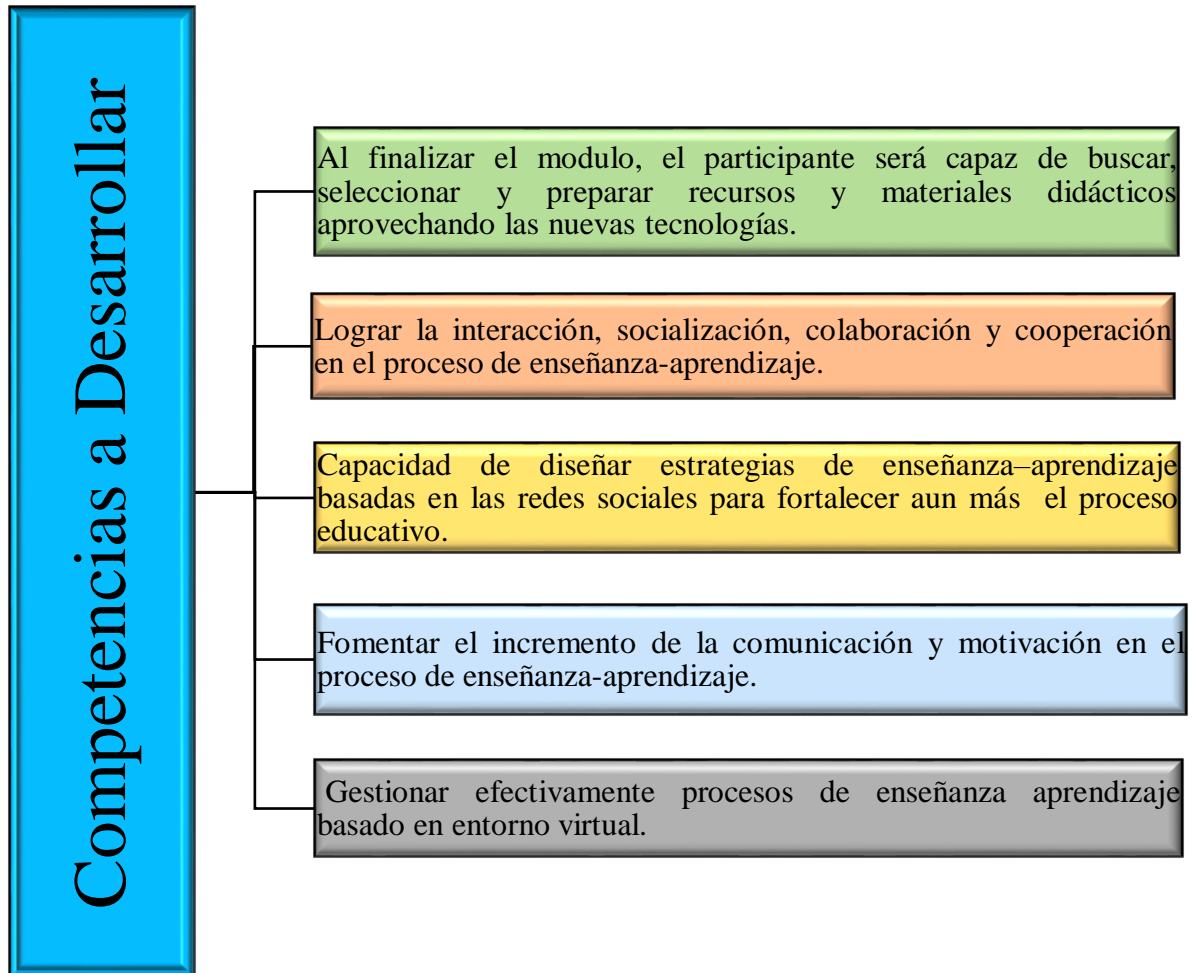 Competencias a Desarrollar
Al finalizar el modulo, el participante será capaz de buscar,
seleccionar y preparar recursos y materiales didácticos
aprovechando las nuevas tecnologías.
Lograr la interacción, socialización, colaboración y cooperación
en el proceso de enseñanza-aprendizaje.
Capacidad de diseñar estrategias de enseñanza–aprendizaje
basadas en las redes sociales para fortalecer aun más el proceso
educativo.
Fomentar el incremento de la comunicación y motivación en el
proceso de enseñanza-aprendizaje.
Gestionar efectivamente procesos de enseñanza aprendizaje
basado en entorno virtual.